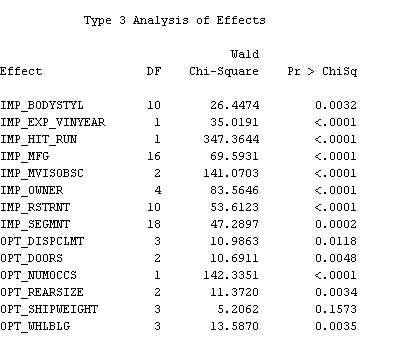 Type 3 Analysis of Effects
Wald
Effect DF Chi-Square Pr > ChiSq
IMP_BODYSTYL 10 26.4474 0.0032
IMP_EXP_VINYEAR 1 35.0191 <.0001
IMP_HIT_RUN 1 347.3644 <.0001
IMP_MFG 16 69.5931 <.0001
IMP_MVISOBSC 2 141.0703 <.0001
IMP_OWNER 4 83.5646 <.0001
IMP_RSTRNT 10 53.6123 <.0001
IMP_SEGMNT 18 47.2897 0.0002
OPT_DISPCLMT 3 10.9863 0.0118
OPT_DOORS 2 10.6911 0.0048
OPT_NUMOCCS 1 142.3351 <.0001
OPT_REARSIZE 2 11.3720 0.0034
OPT_SHIPWEIGHT 3 5.2062 0.1573
OPT_WHLBLG 3 13.5870 0.0035